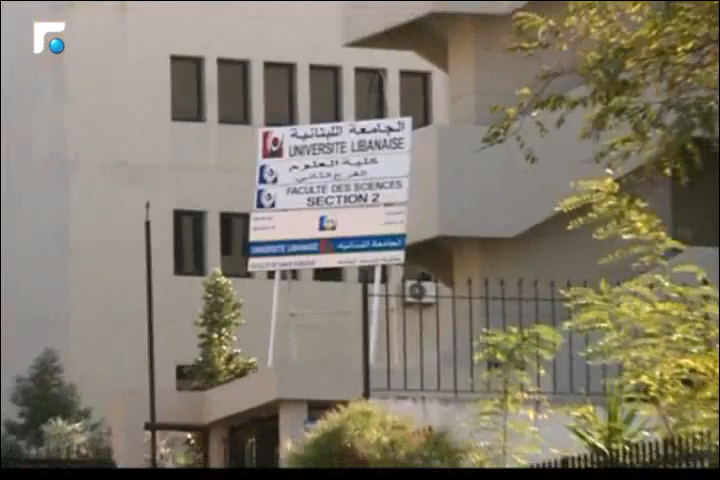 الجامعة اللبنانية
UNIVERSITE LIBANAISE
كلية العلوم
الفرع الثاني
FACULTE DES SCIENCES
SECTION 2
UNIVERSITE LIBANAISE الجامعة اللبنانية